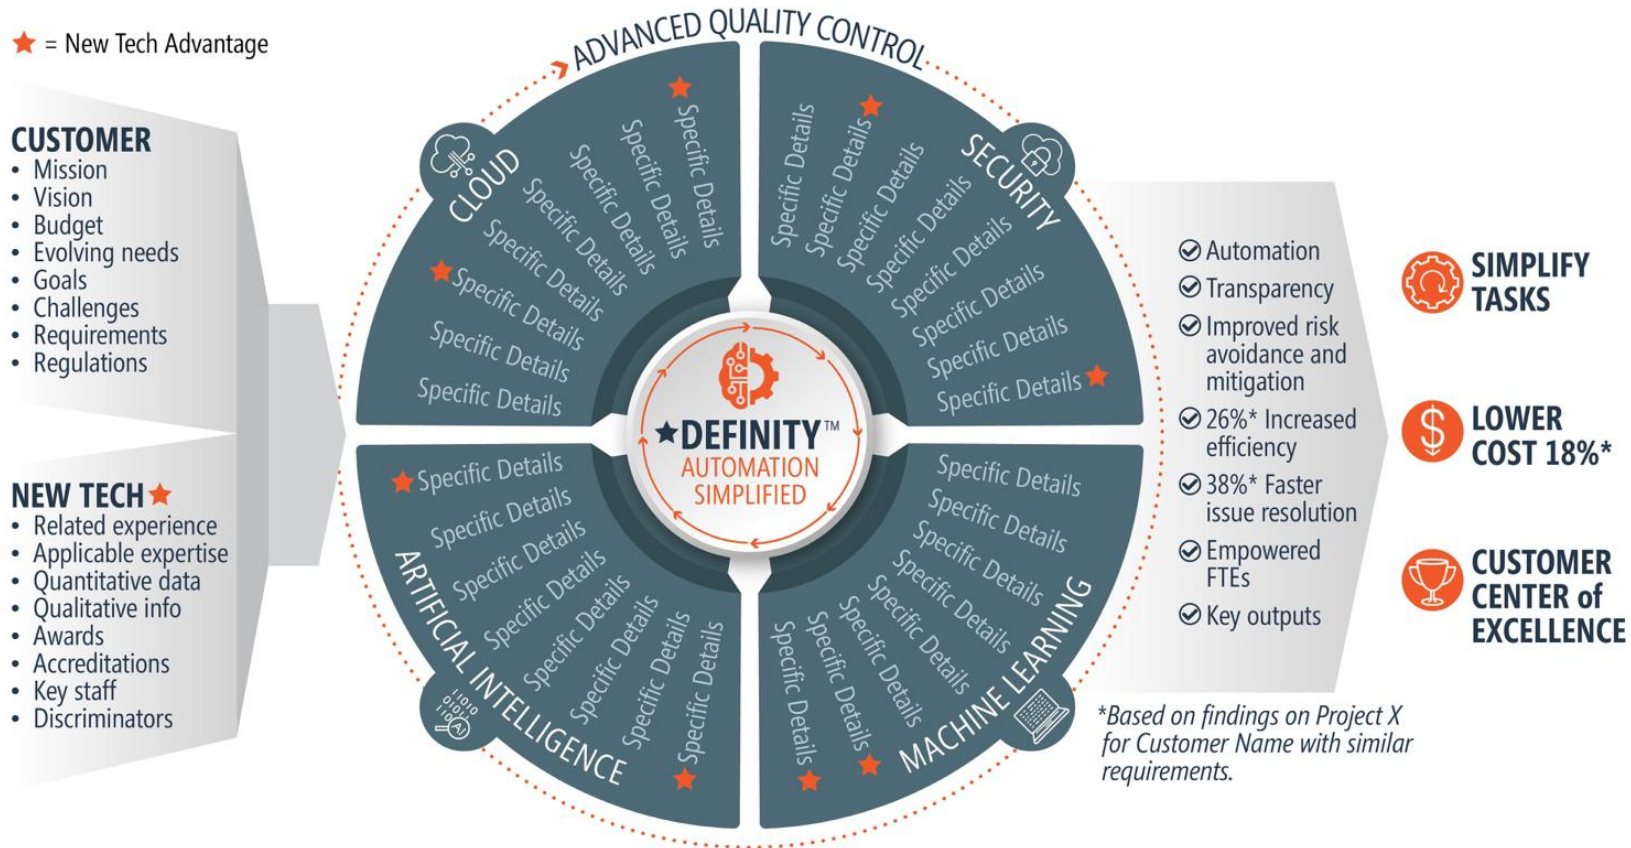 ★ = New Tech Advantage
CUSTOMER
• Mission
• Vision
• Budget
• Evolving needs
• Goals
• Challenges
• Requirements
• Regulations
NEW TECH ★
• Related experience
• Applicable expertise
• Quantitative data
• Qualitative info
• Awards
• Accreditations
• Key staff
• Discriminators
ADVANCED QUALITY CONTROL
CLOUD
Specific Details
Specific Details
★ Specific Details
Specific Details
Specific Details
Specific Details
Specific Details
★ Specific Details
SECURITY
Specific Details
Specific Details ★
Specific Details
Specific Details
Specific Details
Specific Details
Specific Details
Specific Details ★
★DEFINITY™
AUTOMATION
SIMPLIFIED
ARTIFICIAL INTELLIGENCE
11010
01010
110
AI
★ Specific Details
Specific Details
Specific Details
Specific Details
Specific Details
Specific Details
Specific Details
★ Specific Details
MACHINE LEARNING
Specific Details
Specific Details
Specific Details
Specific Details
Specific Details
Specific Details
Specific Details ★
Specific Details ★
Automation
Transparency
Improved risk
avoidance and
mitigation
26%* Increased
efficiency
38%* Faster
issue resolution
Empowered
FTEs
Key outputs
SIMPLIFY
TASKS
$
LOWER
COST 18%*
CUSTOMER
CENTER of
EXCELLENCE
*Based on findings on Project X
for Customer Name with similar
requirements.